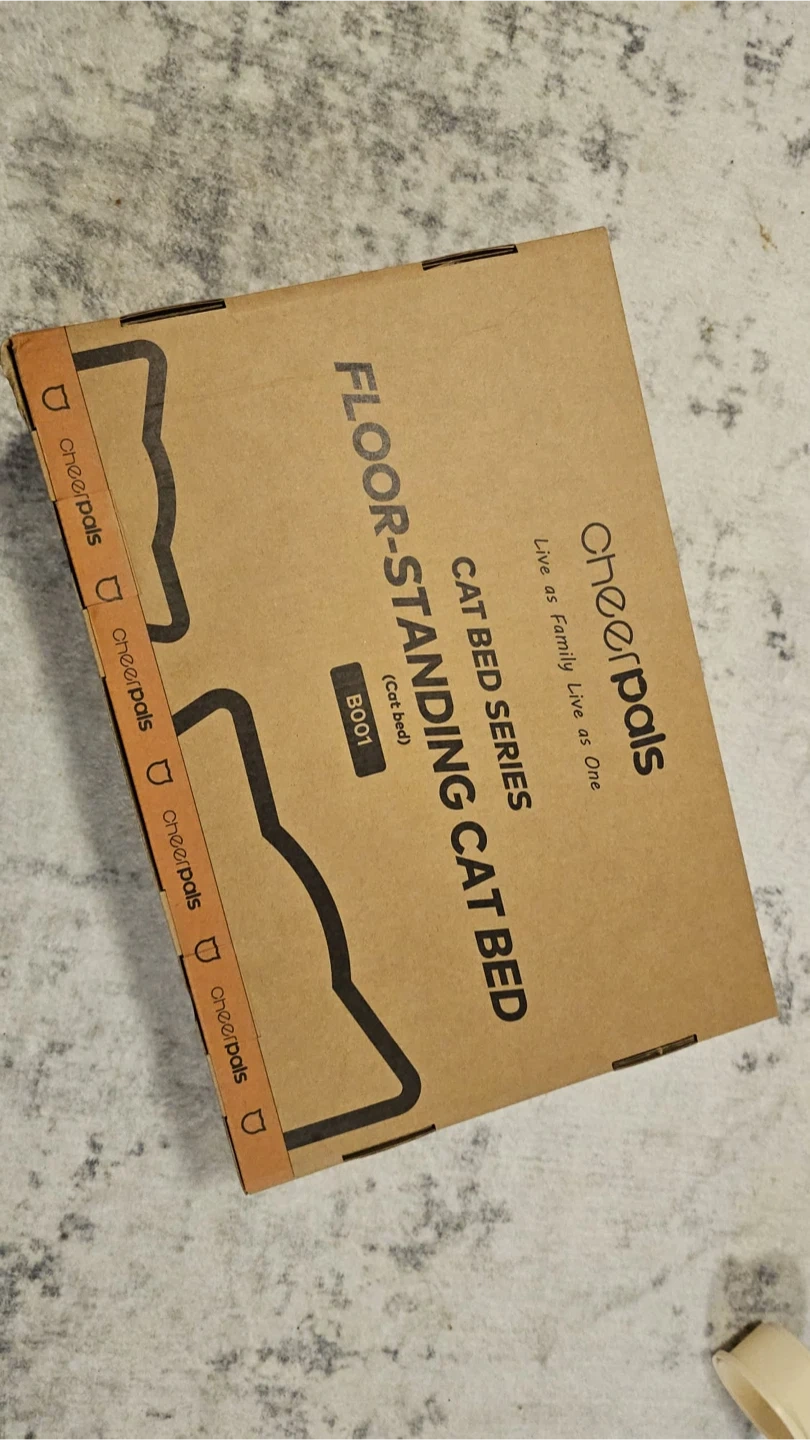 cheerpals
Live as Family Live as One
CAT BED SERIES
FLOOR-STANDING CAT BED
(Cat bed)
B001
cheerpals
cheerpals
cheerpals
cheerpals